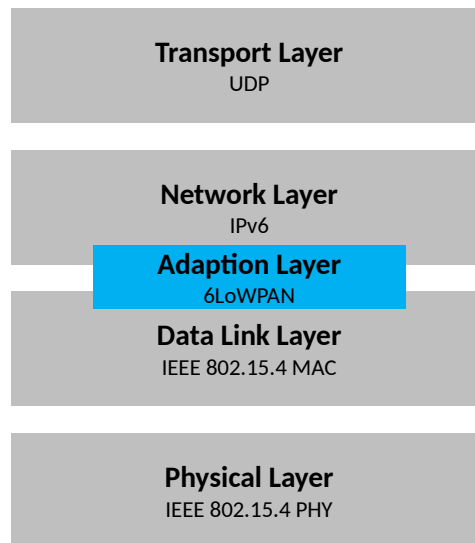 Transport Layer
UDP
Network Layer
IPv6
Adaption Layer
6LoWPAN
Data Link Layer
IEEE 802.15.4 MAC
Physical Layer
IEEE 802.15.4 PHY